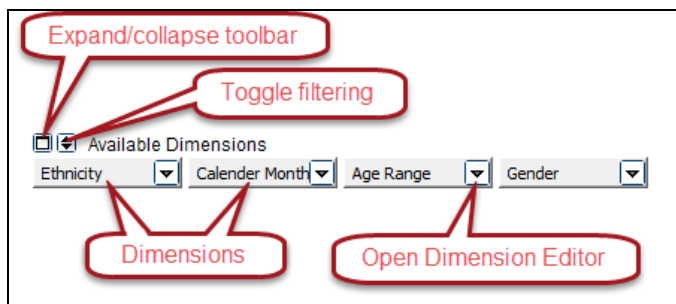 Expand/collapse toolbar
Toggle filtering
Available Dimensions
Ethnicity Calender Month Age Range Gender
Dimensions Open Dimension Editor